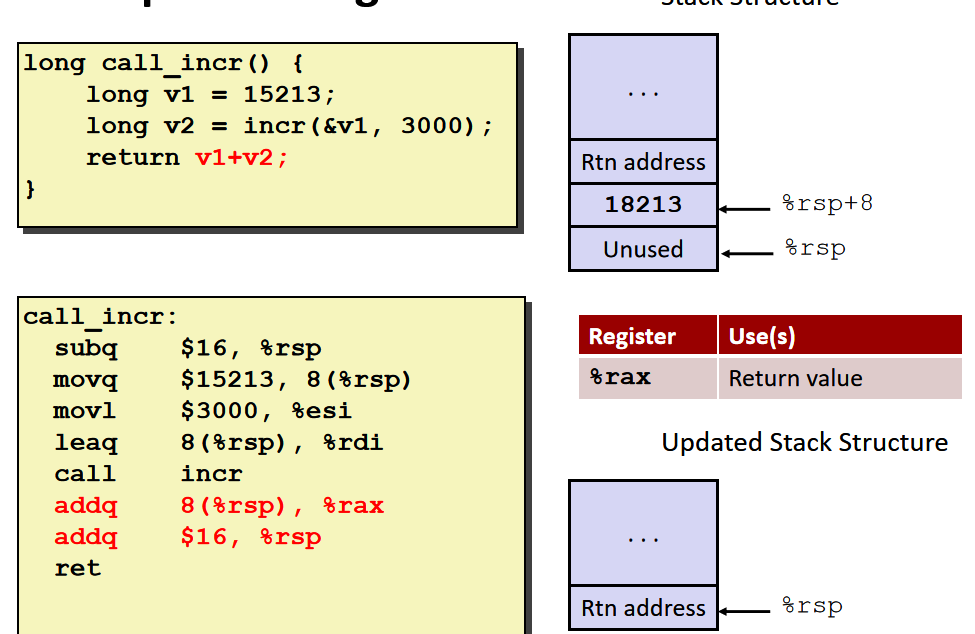 Stack Structure
long call_incr() {
    long v1 = 15213;
    long v2 = incr(&v1, 3000);
    return v1+v2;
}
...
Rtn address
18213 %rsp+8
Unused %rsp
call_incr:
  subq    $16, %rsp
  movq    $15213, 8(%rsp)
  movl    $3000, %esi
  leaq    8(%rsp), %rdi
  call    incr
  addq    8(%rsp), %rax
  addq    $16, %rsp
  ret
Register Use(s)
%rax Return value
Updated Stack Structure
...
Rtn address %rsp